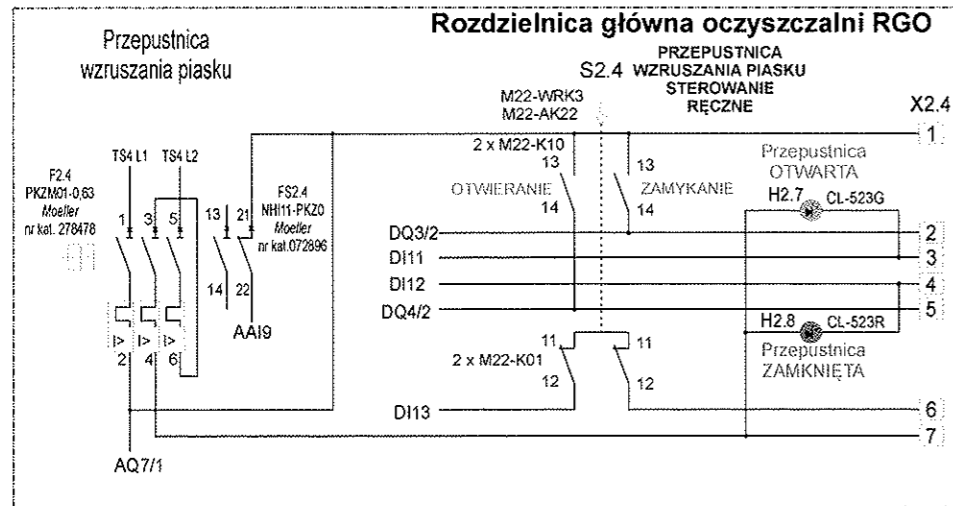 Rozdzielnica główna oczyszczalni RGO
Przepustnica
wzruszania piasku
S2.4
PRZEPUSTNICA
WZRUSZANIA PIASKU
STEROWANIE
RĘCZNE
M22-WRK3
M22-AK22
X2.4
1
2 x M22-K10
TS4 L1
TS4 L2
F2.4
PKZM01-0,63
Moeller
nr kat. 278478
1
3
5
13
21
FS2.4
NHI11-PKZ0
Moeller
nr kat.072896
14
22
AAI9
I>
I>
I>
2
4
6
AQ7/1
13
14
OTWIERANIE
13
14
ZAMYKANIE
Przepustnica
OTWARTA
H2.7
CL-523G
DQ3/2
2
DI11
3
DI12
4
DQ4/2
5
H2.8
CL-523R
Przepustnica
ZAMKNIĘTA
2 x M22-K01
11
12
11
12
DI13
6
7